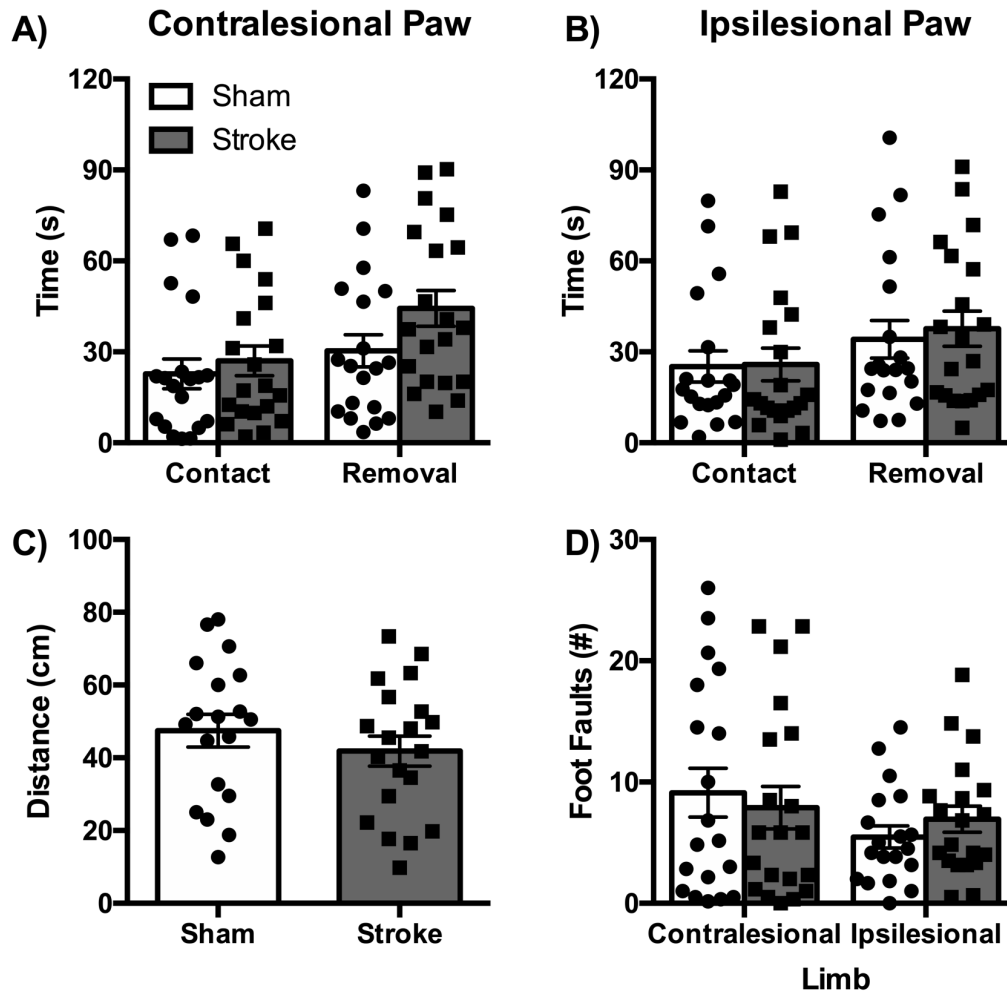 A) Contralesional Paw
Time (s)
120
90
60
30
0
Sham
Stroke
Contact Removal
B) Ipsilesional Paw
Time (s)
120
90
60
30
0
Contact Removal
C)
Distance (cm)
100
80
60
40
20
0
Sham Stroke
D)
Foot Faults (#)
30
20
10
0
Contralesional Ipsilesional
Limb